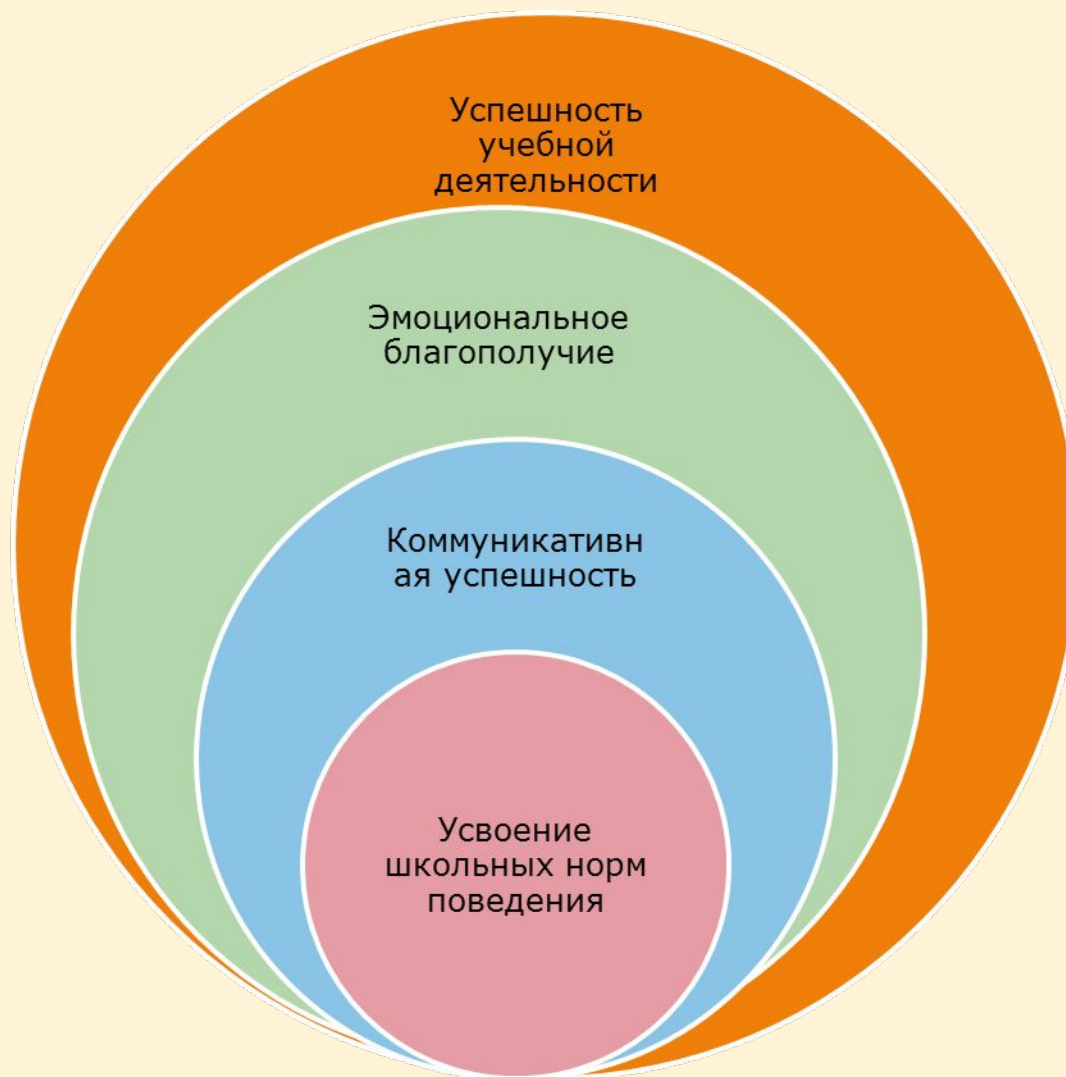 Успешность
учебной
деятельности
Эмоциональное
благополучие
Коммуникативн
ая успешность
Усвоение
школьных норм
поведения